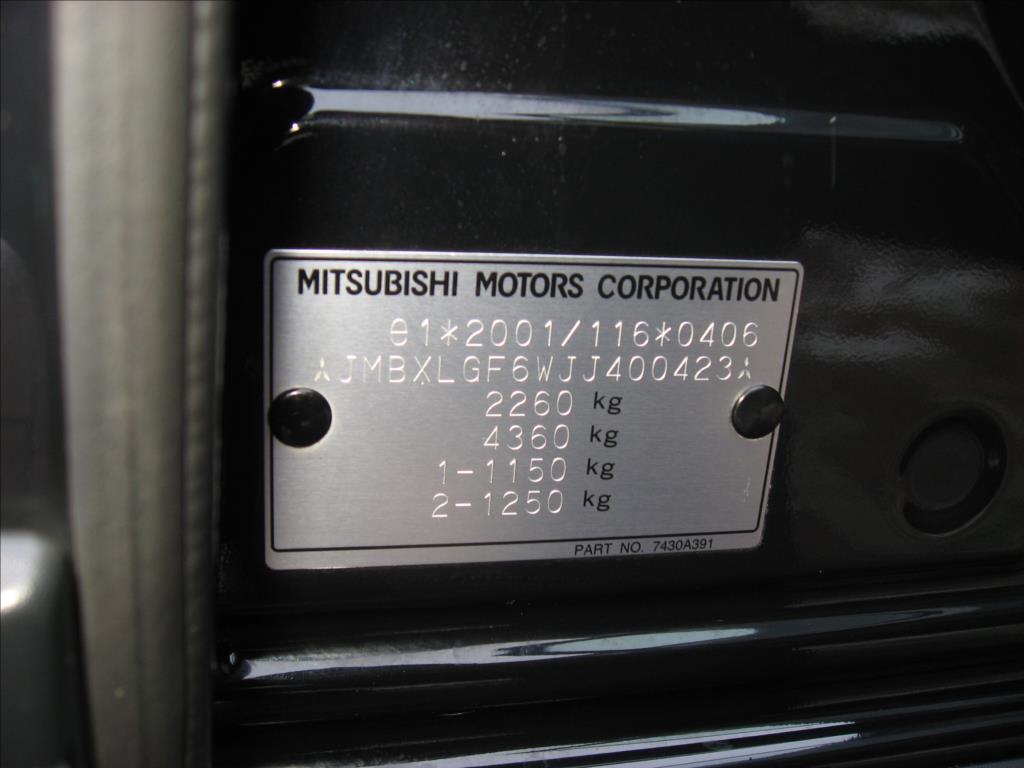 MITSUBISHI MOTORS CORPORATION
e1*2001/116*0406
JMBXLGF6WJJ400423
2260 kg
4360 kg
1-1150 kg
2-1250 kg
PART NO. 7430A391